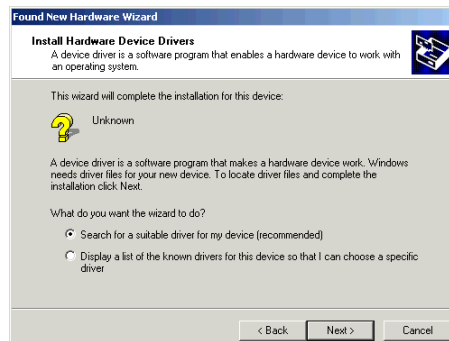 Found New Hardware Wizard
Install Hardware Device Drivers
A device driver is a software program that enables a hardware device to work with
an operating system.
This wizard will complete the installation for this device:
Unknown
A device driver is a software program that makes a hardware device work. Windows
needs driver files for your new device. To locate driver files and complete the
installation click Next.
What do you want the wizard to do?
Search for a suitable driver for my device (recommended)
Display a list of the known drivers for this device so that I can choose a specific
driver
< Back Next > Cancel